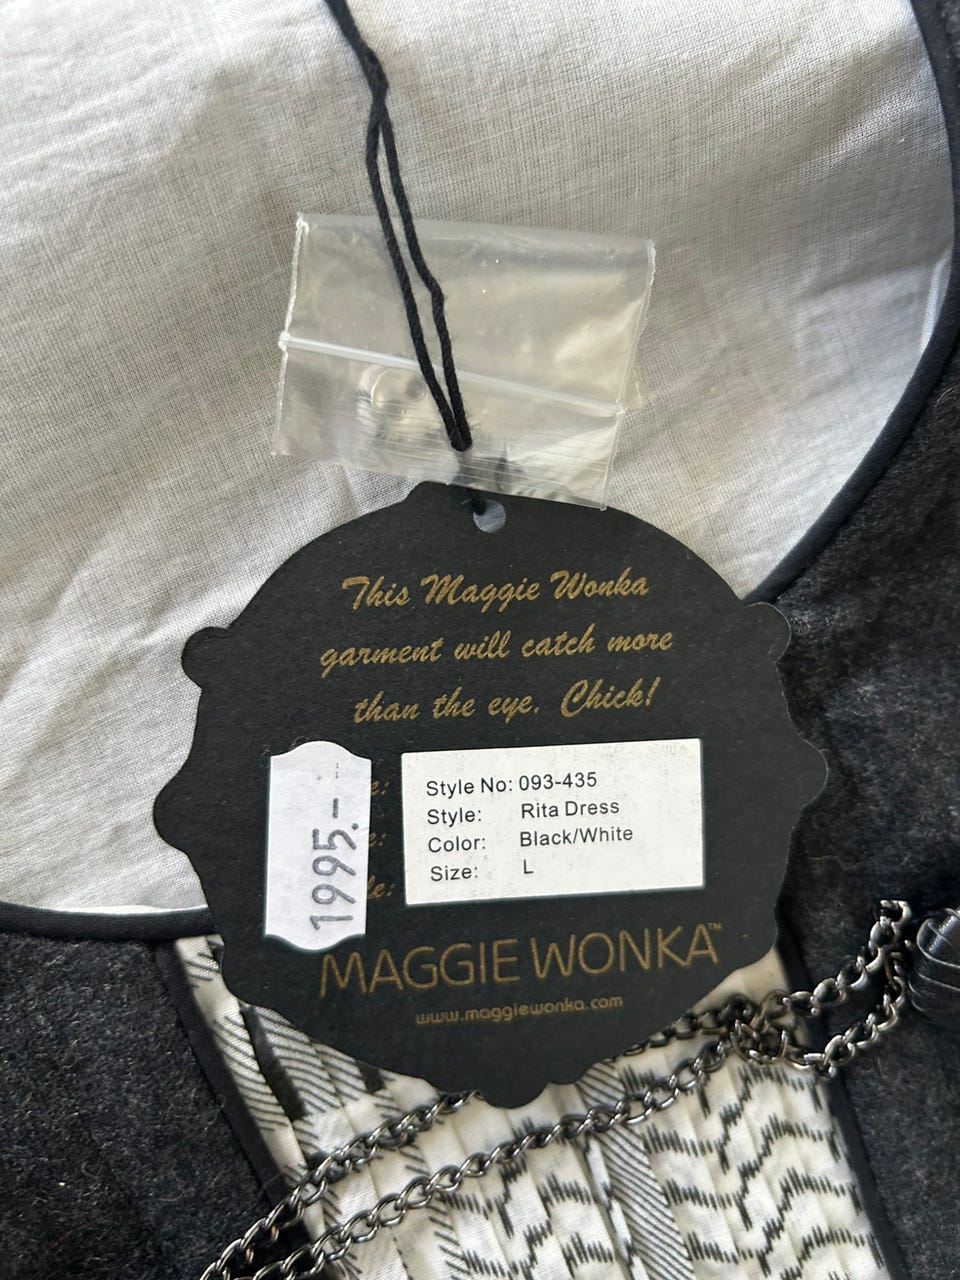 This Maggie Wonka
garment will catch more
than the eye. Chick!
1995.-
Style No: 093-435
Style: Rita Dress
Color: Black/White
Size: L
MAGGIE WONKA™
www.maggiewonka.com